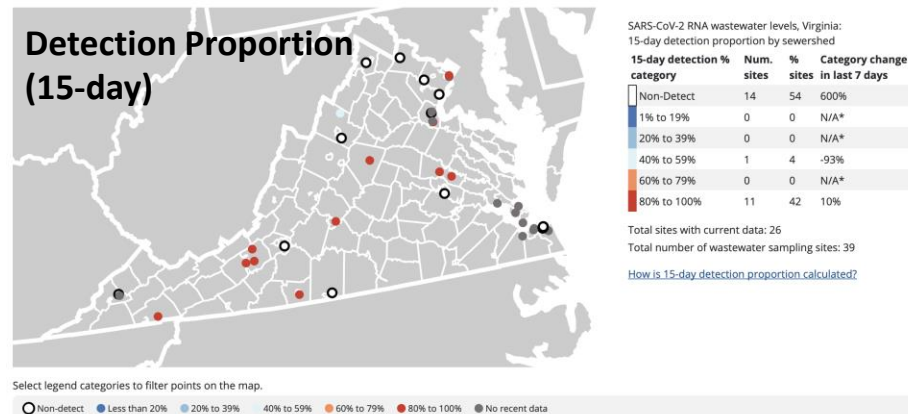 Detection Proportion
(15-day)
SARS-CoV-2 RNA wastewater levels, Virginia:
15-day detection proportion by sewershed
15-day detection % category Num. sites % sites Category change in last 7 days
Non-Detect 14 54 600%
1% to 19% 0 0 N/A*
20% to 39% 0 0 N/A*
40% to 59% 1 4 -93%
60% to 79% 0 0 N/A*
80% to 100% 11 42 10%
Total sites with current data: 26
Total number of wastewater sampling sites: 39
How is 15-day detection proportion calculated?
Select legend categories to filter points on the map.
Non-detect Less than 20% 20% to 39% 40% to 59% 60% to 79% 80% to 100% No recent data